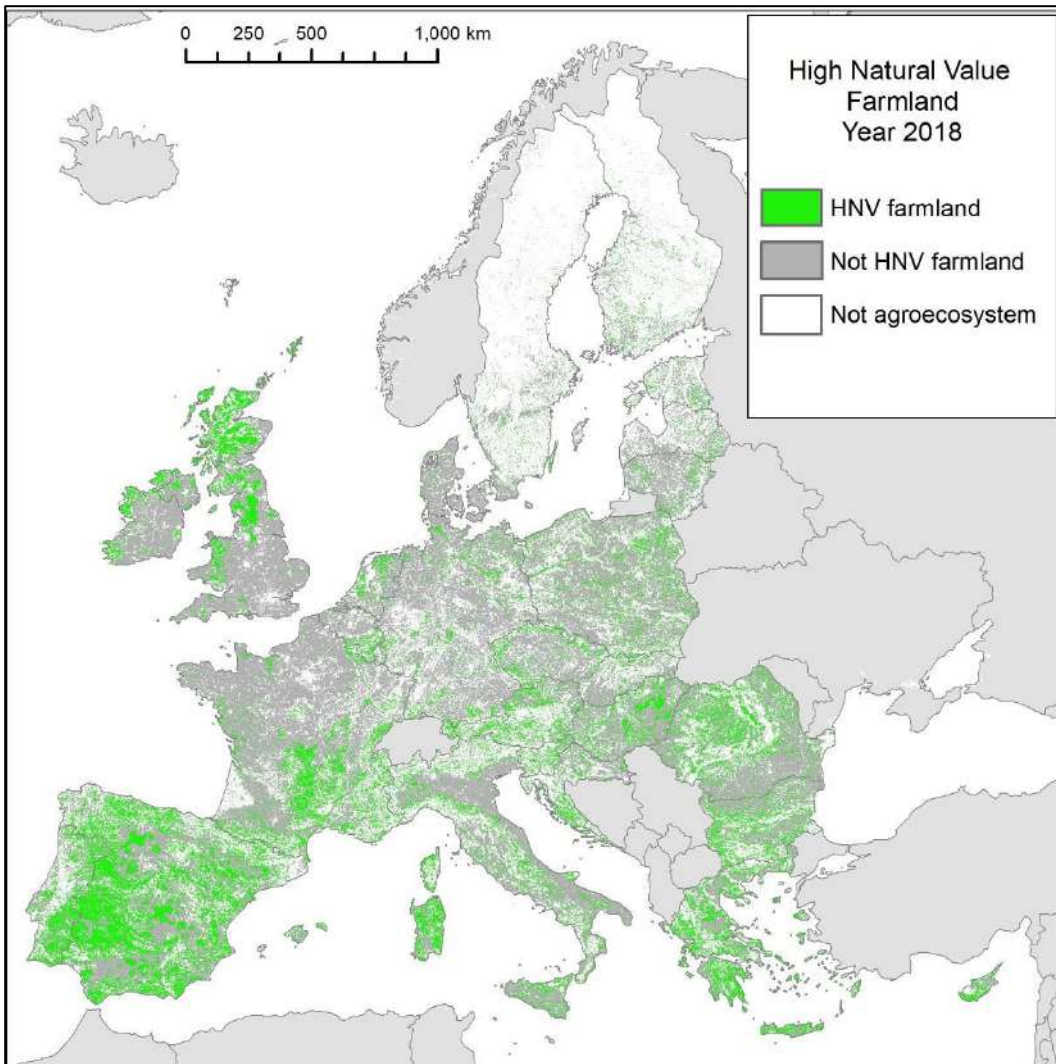 0 250 500 1,000 km
High Natural Value
Farmland
Year 2018
HNV farmland
Not HNV farmland
Not agroecosystem